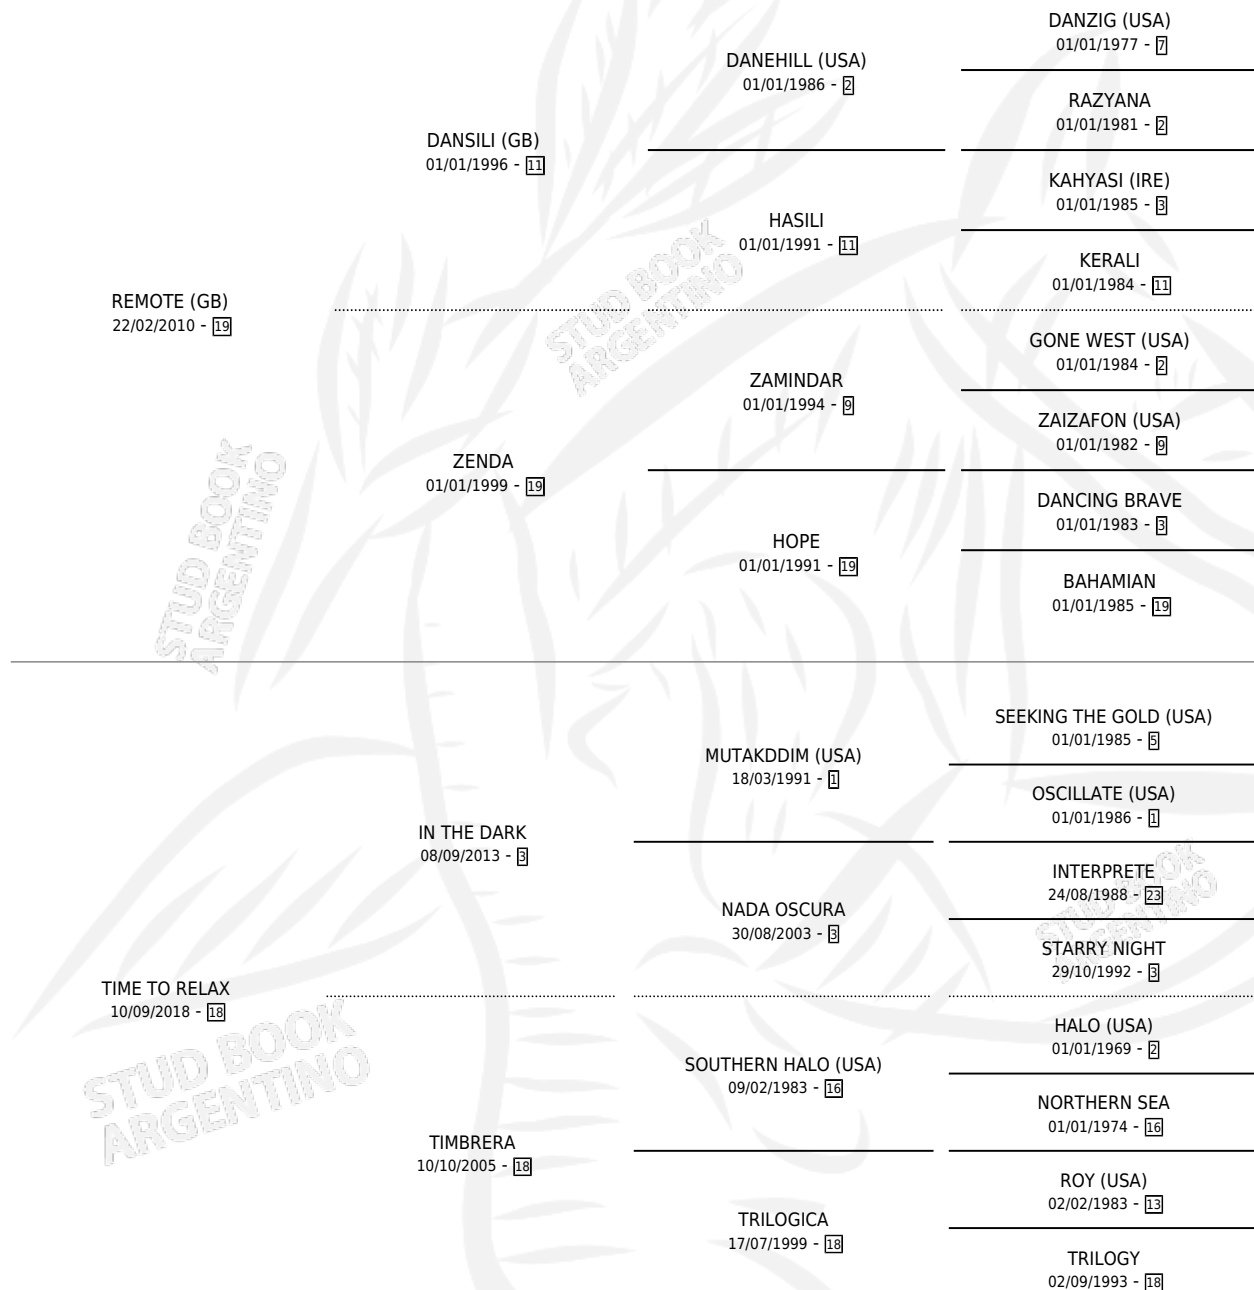 DANZIG (USA)
01/01/1977 - 7
DANEHILL (USA)
01/01/1986 - 2
RAZYANA
01/01/1981 - 2
DANSILI (GB)
01/01/1996 - 11
KAHYASI (IRE)
01/01/1985 - 3
HASILI
01/01/1991 - 11
KERALI
01/01/1984 - 11
REMOTE (GB)
22/02/2010 - 19
STUD BOOK
ARGENTINO
GONE WEST (USA)
01/01/1984 - 2
ZAMINDAR
01/01/1994 - 9
ZAIZAFON (USA)
01/01/1982 - 9
ZENDA
01/01/1999 - 19
DANCING BRAVE
01/01/1983 - 3
HOPE
01/01/1991 - 19
BAHAMIAN
01/01/1985 - 19
STUD BOOK
ARGENTINO
SEEKING THE GOLD (USA)
01/01/1985 - 5
MUTAKDDIM (USA)
18/03/1991 - 1
OSCILLATE (USA)
01/01/1986 - 1
IN THE DARK
08/09/2013 - 3
INTERPRETE
24/08/1988 - 23
NADA OSCURA
30/08/2003 - 3
STARRY NIGHT
29/10/1992 - 3
STUD BOOK
ARGENTINO
TIME TO RELAX
10/09/2018 - 18
HALO (USA)
01/01/1969 - 2
SOUTHERN HALO (USA)
09/02/1983 - 16
NORTHERN SEA
01/01/1974 - 16
STUD BOOK
ARGENTINO
TIMBRERA
10/10/2005 - 18
ROY (USA)
02/02/1983 - 13
TRILOGICA
17/07/1999 - 18
TRILOGY
02/09/1993 - 18